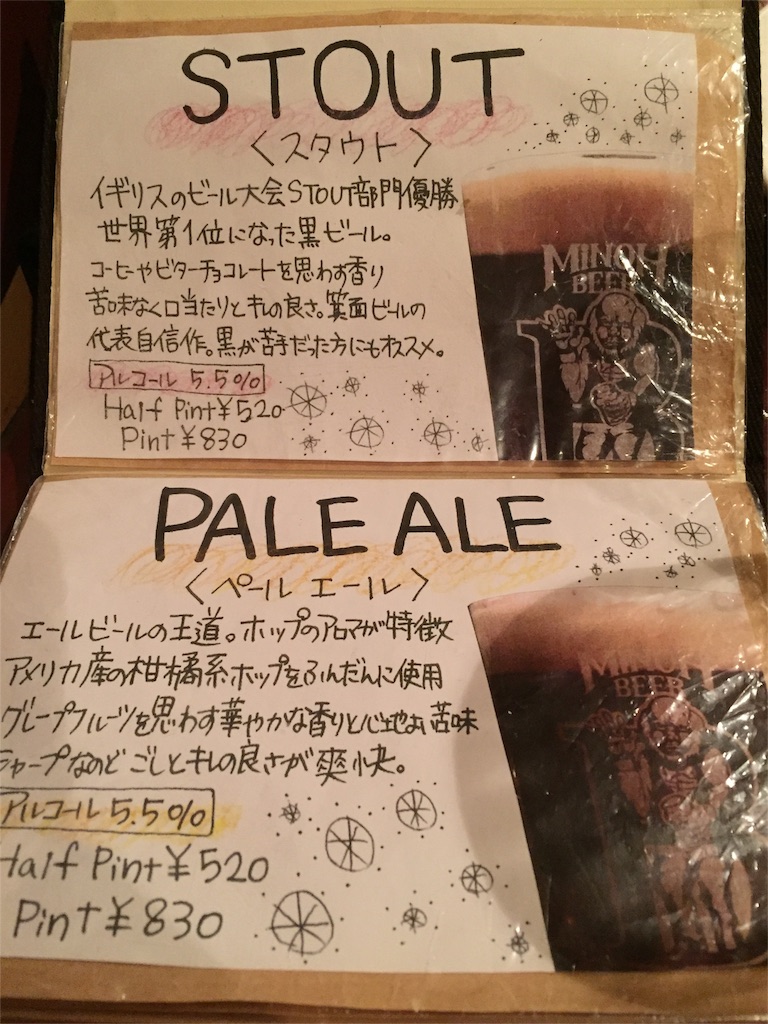 STOUT
〈スタウト〉
イギリスのビール大会STOUT部門優勝
世界第1位になった黒ビール。
コーヒーやビターチョコレートを思わす香り
苦味なく口当たりとキレの良さ。箕面ビールの
代表自信作。黒が苦手だった方にもオススメ。
アルコール 5.5%
Half Pint ¥520
Pint ¥830
MINOH
BEER
PALE ALE
〈ペールエール〉
エールビールの王道。ホップのアロマが特徴
アメリカ産の柑橘系ホップをふんだんに使用
グレープフルーツを思わす華やかな香りと心地よい苦味
シャープなのどごしとキレの良さが爽快。
アルコール 5.5%
Half Pint ¥520
Pint ¥830
MINOH
BEER